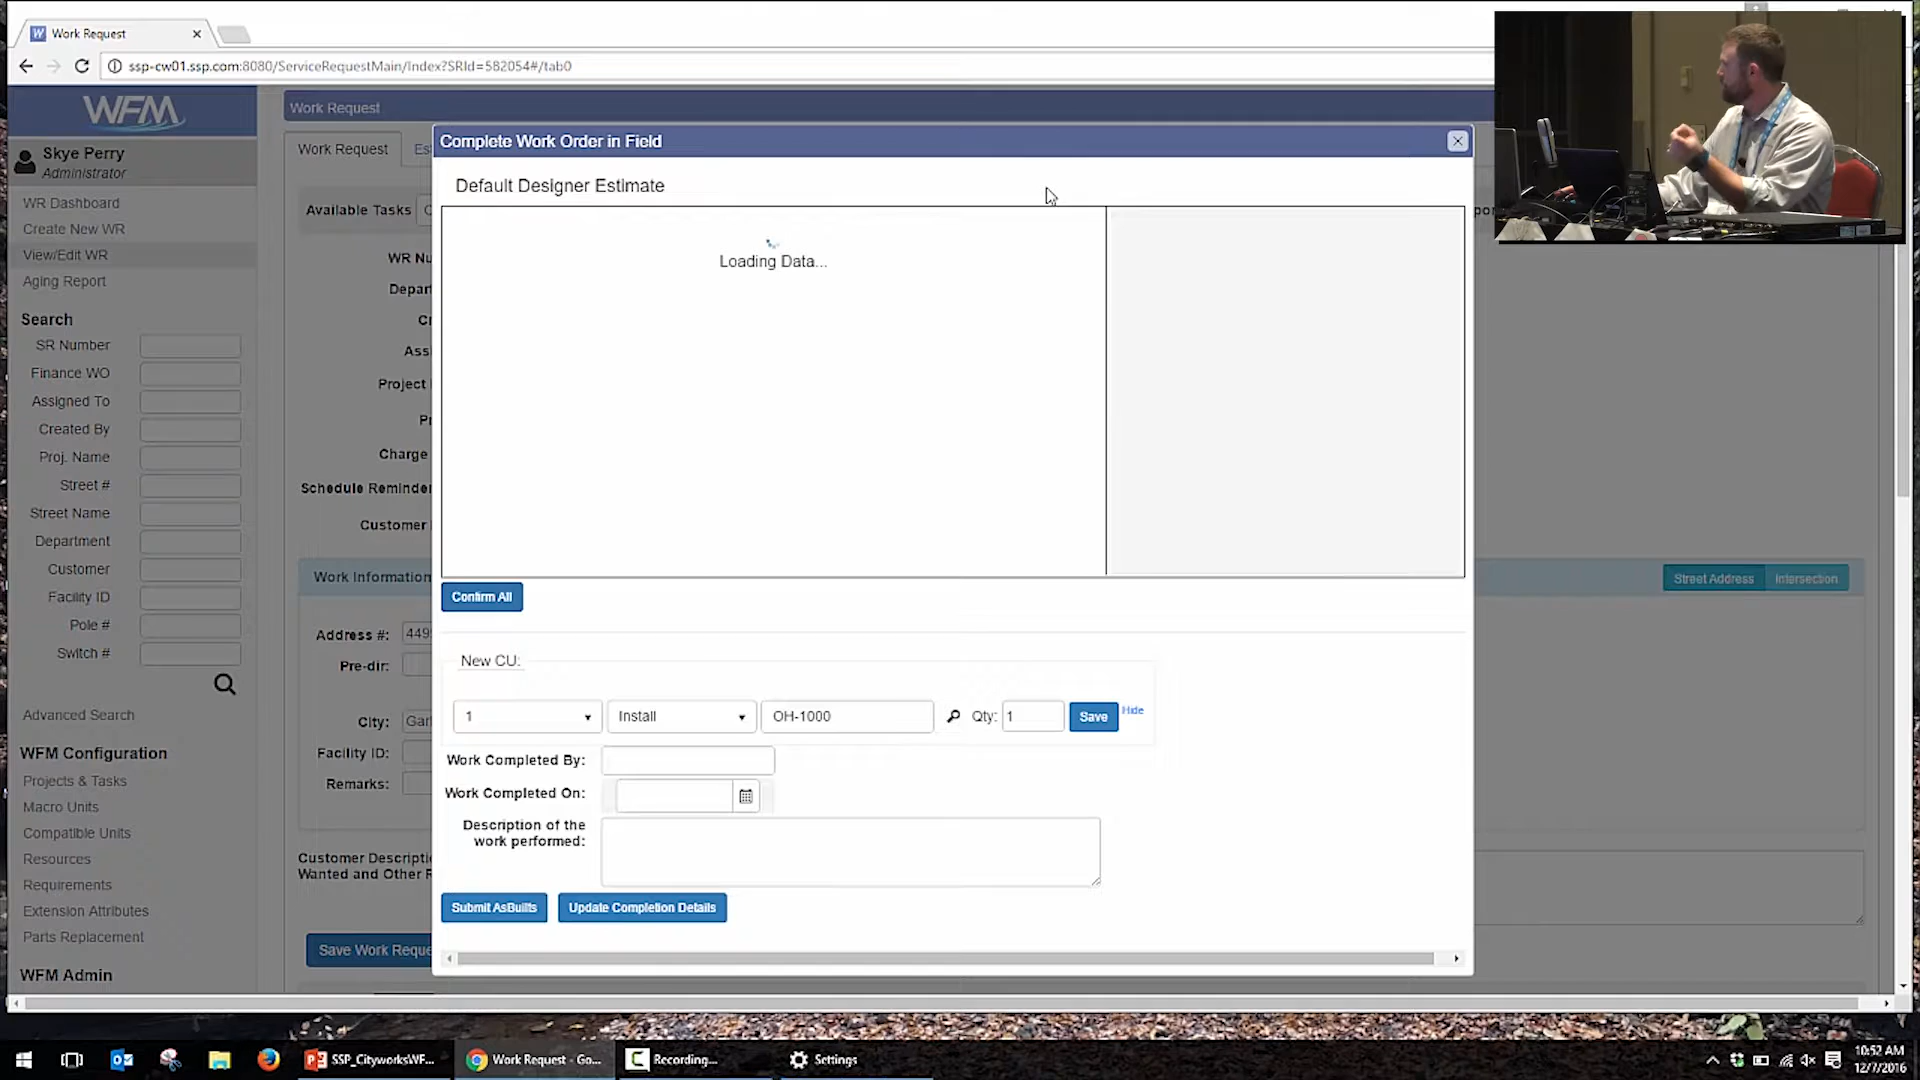 Work Request
ssp-cw01.ssp.com:8080/ServiceRequestMain/Index?SRId=582054#/tab0
WFM
Skye Perry
Administrator
WR Dashboard
Create New WR
View/Edit WR
Aging Report
Search
SR Number
Finance WO
Assigned To
Created By
Proj. Name
Street #
Street Name
Department
Customer
Facility ID
Pole #
Switch #
Advanced Search
WFM Configuration
Projects & Tasks
Macro Units
Compatible Units
Resources
Requirements
Extension Attributes
Parts Replacement
WFM Admin
Work Request
Work Request
Es
Available Tasks
WR Nu
Depar
Cr
Ass
Project
Pr
Charge
Schedule Reminder
Customer
Work Information
Street Address Intersection
Address #: 449
Pre-dir:
City: Garl
Facility ID:
Remarks:
Customer Descripti
Wanted and Other R
Save Work Reque
Complete Work Order in Field
Default Designer Estimate
Loading Data...
Confirm All
New CU:
1 Install OH-1000 Qty: 1 Save Hide
Work Completed By:
Work Completed On:
Description of the
work performed:
Submit AsBuilts Update Completion Details
SSP_CityworksWF... Work Request - Go... Recording... Settings
10:52 AM
12/7/2016